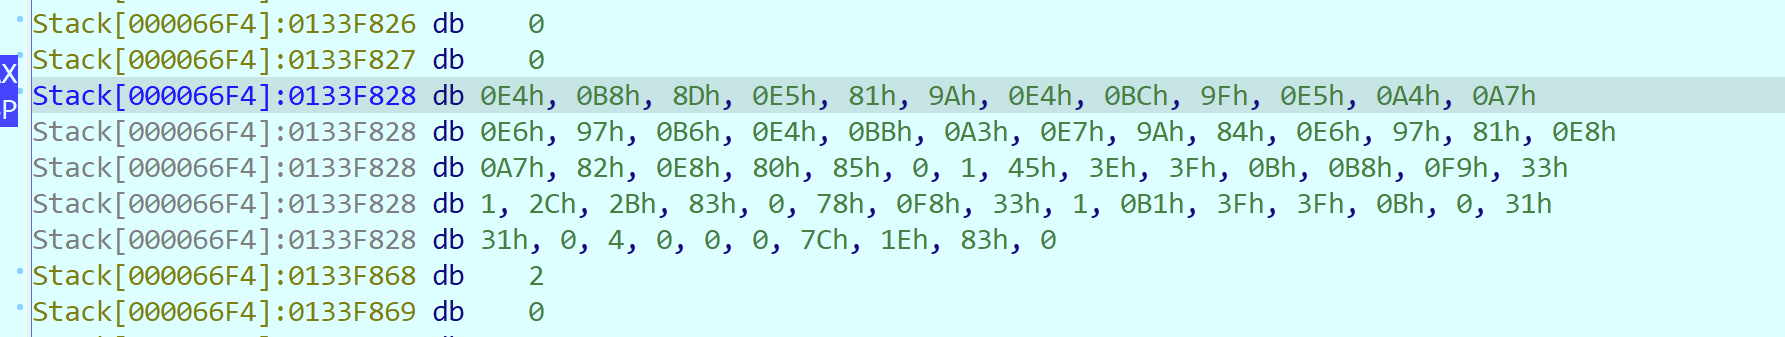 Stack[000066F4]:0133F826 db 0
Stack[000066F4]:0133F827 db 0
Stack[000066F4]:0133F828 db 0E4h, 0B8h, 8Dh, 0E5h, 81h, 9Ah, 0E4h, 0BCh, 9Fh, 0E5h, 0A4h, 0A7h
Stack[000066F4]:0133F828 db 0E6h, 97h, 0B6h, 0E4h, 0BBh, 0A3h, 0E7h, 9Ah, 84h, 0E6h, 97h, 81h, 0E8h
Stack[000066F4]:0133F828 db 0A7h, 82h, 0E8h, 80h, 85h, 0, 1, 45h, 3Eh, 3Fh, 0Bh, 0B8h, 0F9h, 33h
Stack[000066F4]:0133F828 db 1, 2Ch, 2Bh, 83h, 0, 78h, 0F8h, 33h, 1, 0B1h, 3Fh, 3Fh, 0Bh, 0, 31h
Stack[000066F4]:0133F828 db 31h, 0, 4, 0, 0, 0, 7Ch, 1Eh, 83h, 0
Stack[000066F4]:0133F868 db 2
Stack[000066F4]:0133F869 db 0